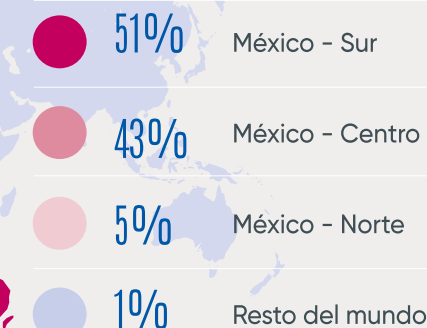 51% México - Sur
43% México - Centro
5% México - Norte
1% Resto del mundo